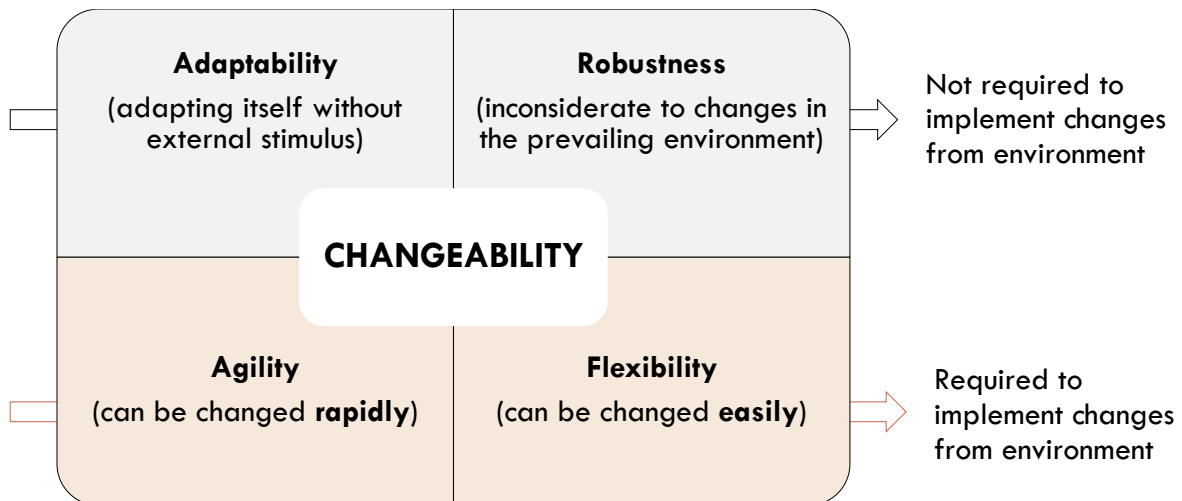 Adaptability
(adapting itself without
external stimulus)
Robustness
(inconsiderate to changes in
the prevailing environment)
Not required to
implement changes
from environment
CHANGEABILITY
Agility
(can be changed rapidly)
Flexibility
(can be changed easily)
Required to
implement changes
from environment